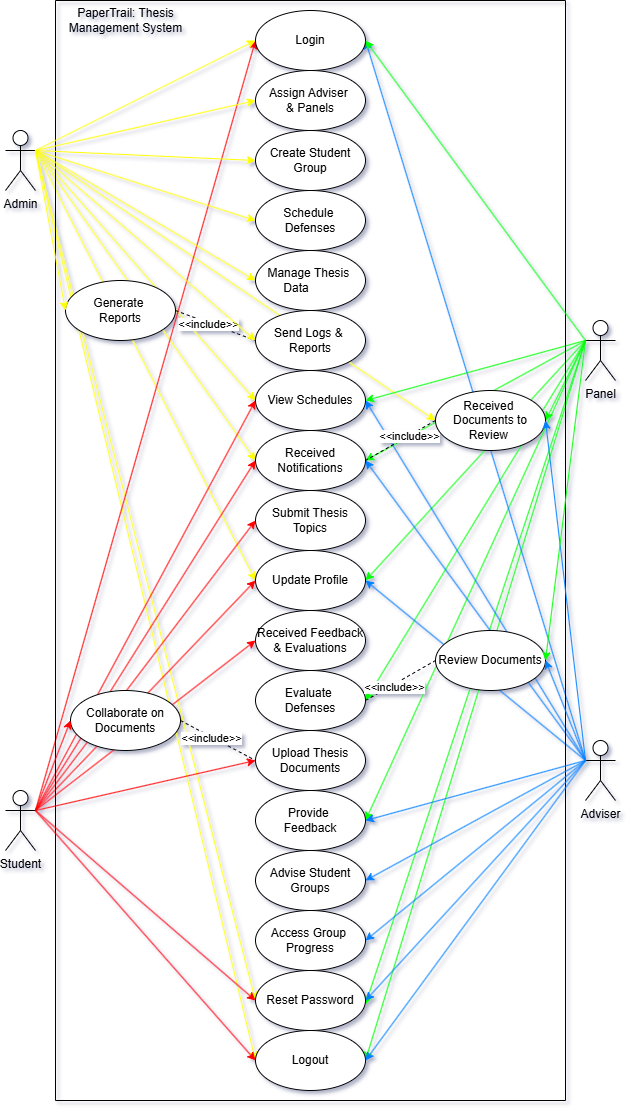 PaperTrail: Thesis
Management System
Login
Assign Adviser
& Panels
Create Student
Group
Admin
Schedule
Defenses
Manage Thesis
Data
Generate
Reports
<<include>>
Send Logs &
Reports
Panel
View Schedules
Received
Documents to
Review
<<include>>
Received
Notifications
Submit Thesis
Topics
Update Profile
Received Feedback
& Evaluations
Review Documents
<<include>>
Evaluate
Defenses
Collaborate on
Documents
<<include>>
Upload Thesis
Documents
Adviser
Provide
Feedback
Student
Advise Student
Groups
Access Group
Progress
Reset Password
Logout